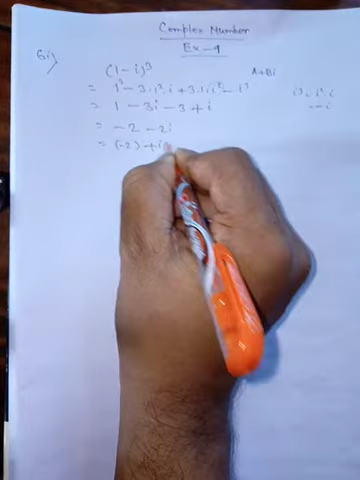 Complex Number
Ex-9
6i) (1-i)³
A+Bi
= 1³ - 3.1².i + 3.1.i² - i³
i³ = i².i
= 1 - 3i - 3 + i
= -i
= -2 - 2i
= (-2) + i(